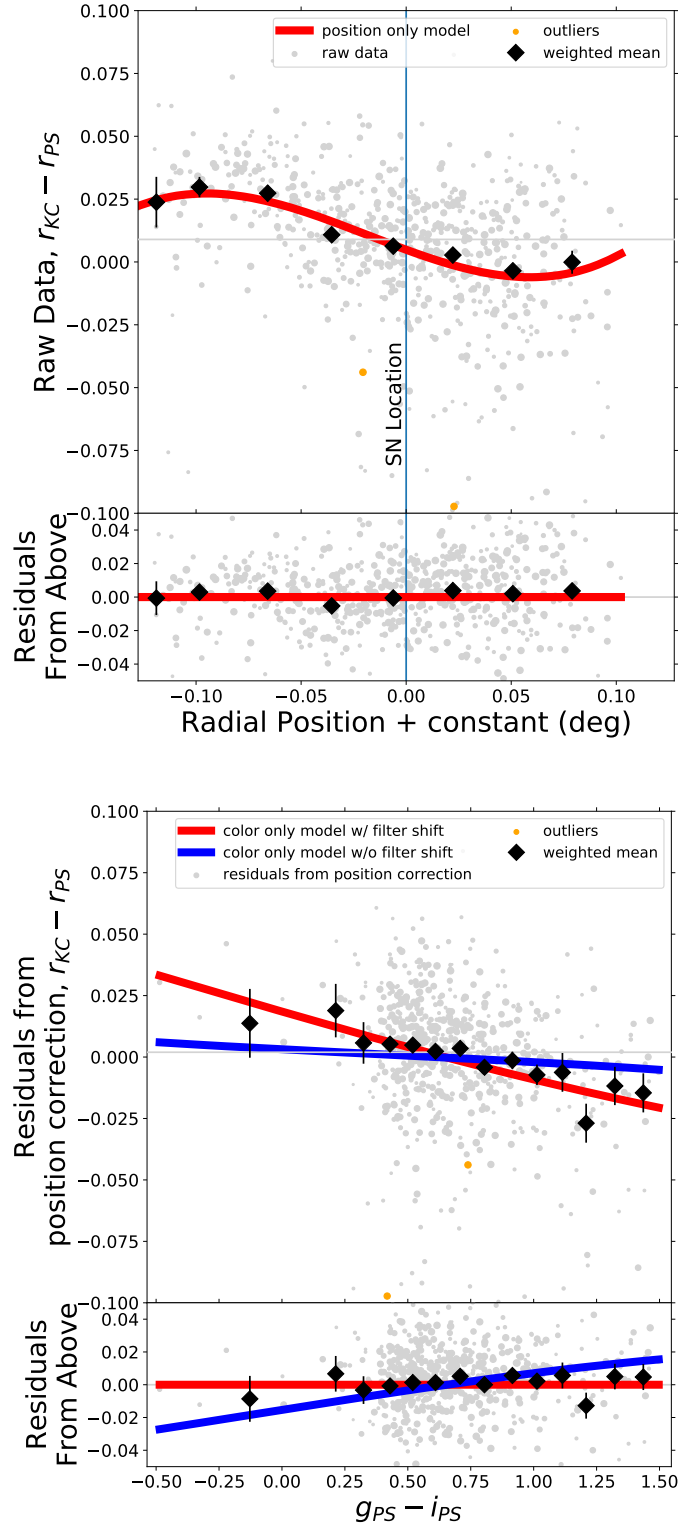 0.100
position only model
raw data
outliers
weighted mean
0.075
0.050
0.025
0.000
−0.025
−0.050
−0.075
−0.100
Raw Data, r_KC − r_PS
SN Location
0.04
0.02
0.00
−0.02
−0.04
Residuals
From Above
−0.10
−0.05
0.00
0.05
0.10
Radial Position + constant (deg)
0.100
color only model w/ filter shift
color only model w/o filter shift
residuals from position correction
outliers
weighted mean
0.075
0.050
0.025
0.000
−0.025
−0.050
−0.075
−0.100
Residuals from
position correction, r_KC − r_PS
0.04
0.02
0.00
−0.02
−0.04
Residuals
From Above
−0.50
−0.25
0.00
0.25
0.50
0.75
1.00
1.25
1.50
g_PS − i_PS